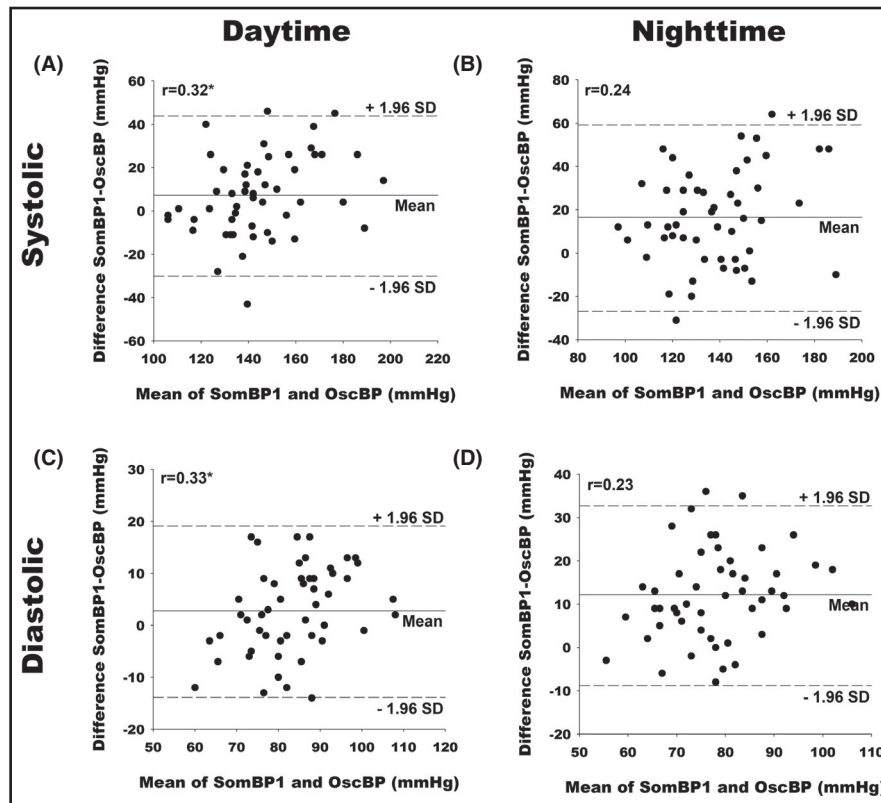 Daytime
Nighttime
Systolic
Diastolic
(A)
Difference SomBP1-OscBP (mmHg)
60
40
20
0
-20
-40
-60
r=0.32*
+ 1.96 SD
Mean
- 1.96 SD
100 120 140 160 180 200 220
Mean of SomBP1 and OscBP (mmHg)
(B)
Difference SomBP1-OscBP (mmHg)
80
60
40
20
0
-20
-40
r=0.24
+ 1.96 SD
Mean
- 1.96 SD
80 100 120 140 160 180 200
Mean of SomBP1 and OscBP (mmHg)
(C)
Difference SomBP1-OscBP (mmHg)
30
20
10
0
-10
-20
r=0.33*
+ 1.96 SD
Mean
- 1.96 SD
50 60 70 80 90 100 110 120
Mean of SomBP1 and OscBP (mmHg)
(D)
Difference SomBP1-OscBP (mmHg)
40
30
20
10
0
-10
-20
r=0.23
+ 1.96 SD
Mean
- 1.96 SD
50 60 70 80 90 100 110
Mean of SomBP1 and OscBP (mmHg)